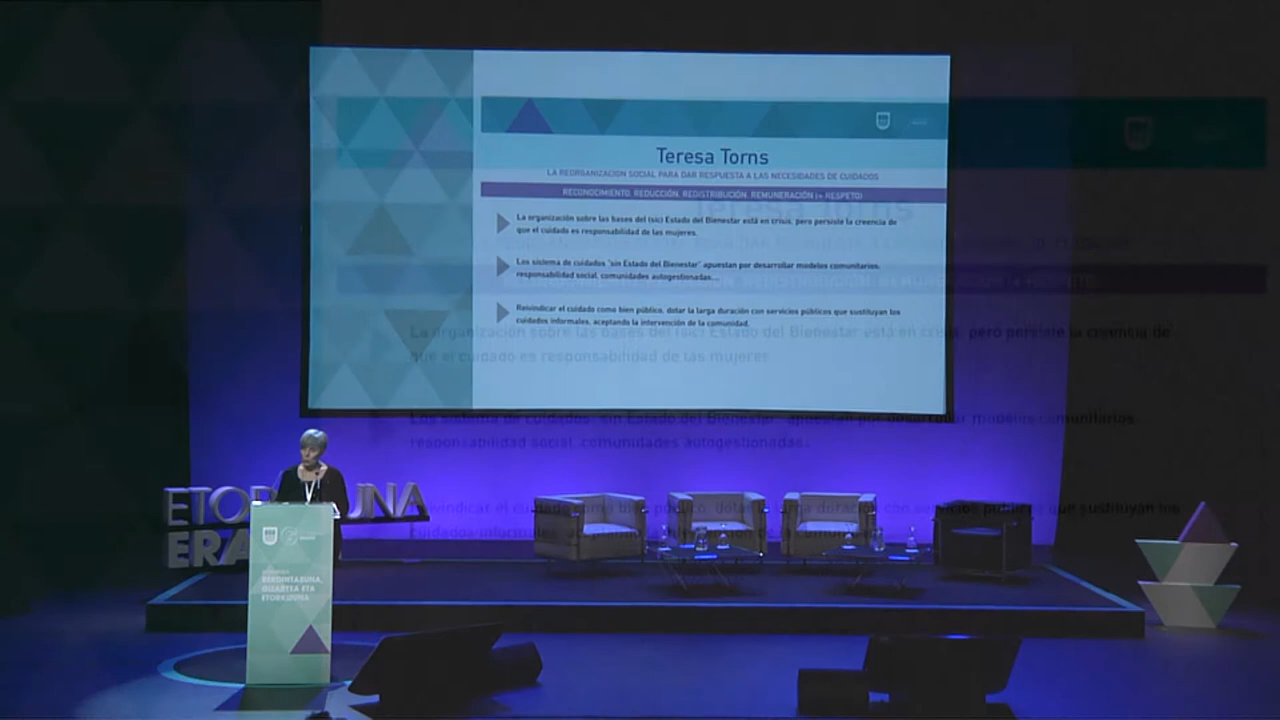 Teresa Torns
LA REORGANIZACIÓN SOCIAL PARA DAR RESPUESTA A LAS NECESIDADES DE CUIDADOS
RECONOCIMIENTO, REDUCCIÓN, REDISTRIBUCIÓN, REMUNERACIÓN (+ RESPETO)
La organización sobre las bases del (sic) Estado del Bienestar está en crisis, pero persiste la creencia de
que el cuidado es responsabilidad de las mujeres.
Los sistema de cuidados "sin Estado del Bienestar" apuestan por desarrollar modelos comunitarios,
responsabilidad social, comunidades autogestionadas...
Reivindicar el cuidado como bien público, dotar la larga duración con servicios públicos que sustituyan los
cuidados informales, aceptando la intervención de la comunidad.
ETOR UNA
ERA
BERDINTASUNA,
GIZARTEA ETA
ETORKIZUNA